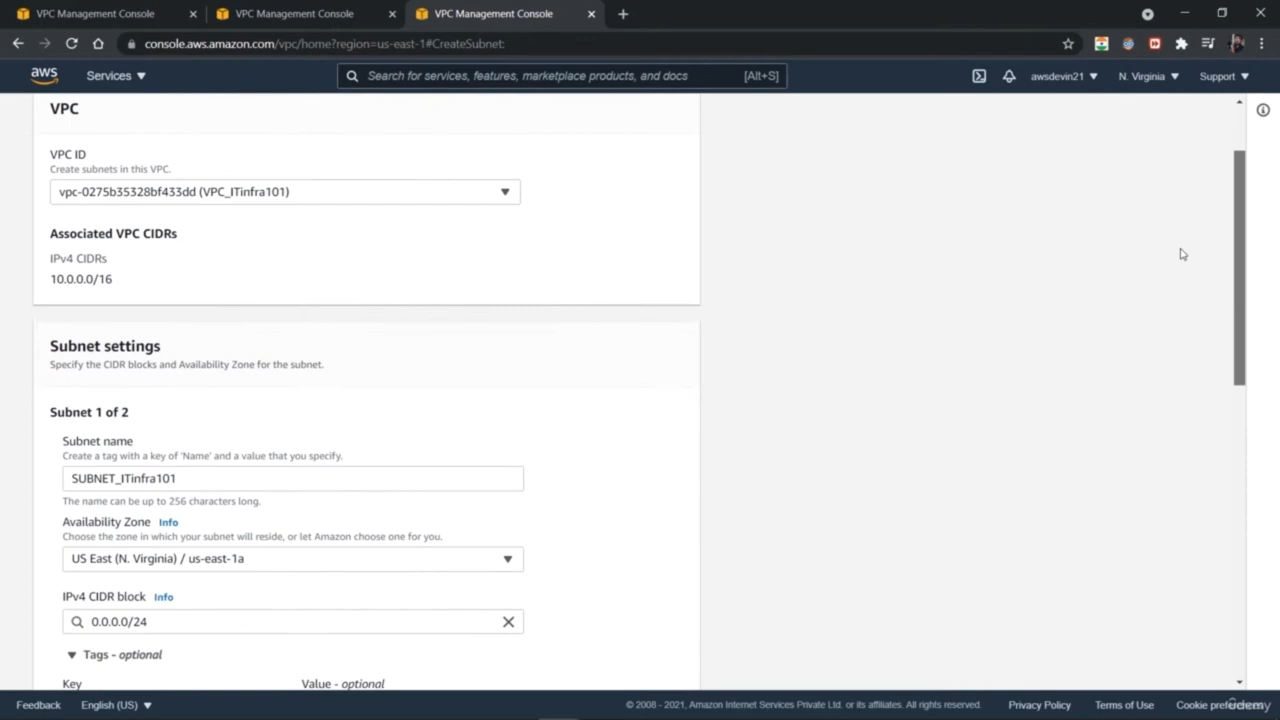 VPC Management Console
VPC Management Console
VPC Management Console
console.aws.amazon.com/vpc/home?region=us-east-1#CreateSubnet:
aws
Services
Search for services, features, marketplace products, and docs
[Alt+S]
awsdevin21
N. Virginia
Support
VPC
VPC ID
Create subnets in this VPC.
vpc-0275b35328bf433dd (VPC_ITinfra101)
Associated VPC CIDRs
IPv4 CIDRs
10.0.0.0/16
Subnet settings
Specify the CIDR blocks and Availability Zone for the subnet.
Subnet 1 of 2
Subnet name
Create a tag with a key of 'Name' and a value that you specify.
SUBNET_ITinfra101
The name can be up to 256 characters long.
Availability Zone Info
Choose the zone in which your subnet will reside, or let Amazon choose one for you.
US East (N. Virginia) / us-east-1a
IPv4 CIDR block Info
0.0.0.0/24
Tags - optional
Key
Value - optional
Feedback
English (US)
© 2008 - 2021, Amazon Internet Services Private Ltd. or its affiliates. All rights reserved.
Privacy Policy
Terms of Use
Cookie preferences